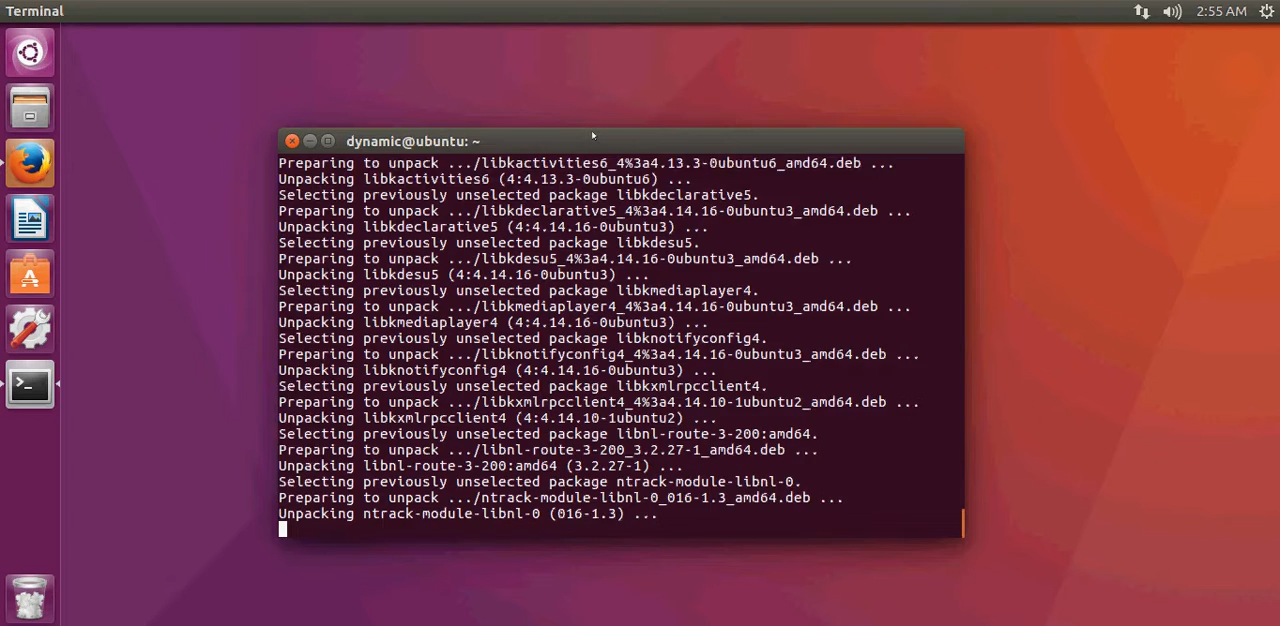 Terminal
2:55 AM
dynamic@ubuntu: ~
Preparing to unpack .../libkactivities6_4%3a4.13.3-0ubuntu6_amd64.deb ...
Unpacking libkactivities6 (4:4.13.3-0ubuntu6) ...
Selecting previously unselected package libkdeclarative5.
Preparing to unpack .../libkdeclarative5_4%3a4.14.16-0ubuntu3_amd64.deb ...
Unpacking libkdeclarative5 (4:4.14.16-0ubuntu3) ...
Selecting previously unselected package libkdesu5.
Preparing to unpack .../libkdesu5_4%3a4.14.16-0ubuntu3_amd64.deb ...
Unpacking libkdesu5 (4:4.14.16-0ubuntu3) ...
Selecting previously unselected package libkmediaplayer4.
Preparing to unpack .../libkmediaplayer4_4%3a4.14.16-0ubuntu3_amd64.deb ...
Unpacking libkmediaplayer4 (4:4.14.16-0ubuntu3) ...
Selecting previously unselected package libknotifyconfig4.
Preparing to unpack .../libknotifyconfig4_4%3a4.14.16-0ubuntu3_amd64.deb ...
Unpacking libknotifyconfig4 (4:4.14.16-0ubuntu3) ...
Selecting previously unselected package libkxmlrpcclient4.
Preparing to unpack .../libkxmlrpcclient4_4%3a4.14.10-1ubuntu2_amd64.deb ...
Unpacking libkxmlrpcclient4 (4:4.14.10-1ubuntu2) ...
Selecting previously unselected package libnl-route-3-200:amd64.
Preparing to unpack .../libnl-route-3-200_3.2.27-1_amd64.deb ...
Unpacking libnl-route-3-200:amd64 (3.2.27-1) ...
Selecting previously unselected package ntrack-module-libnl-0.
Preparing to unpack .../ntrack-module-libnl-0_016-1.3_amd64.deb ...
Unpacking ntrack-module-libnl-0 (016-1.3) ...